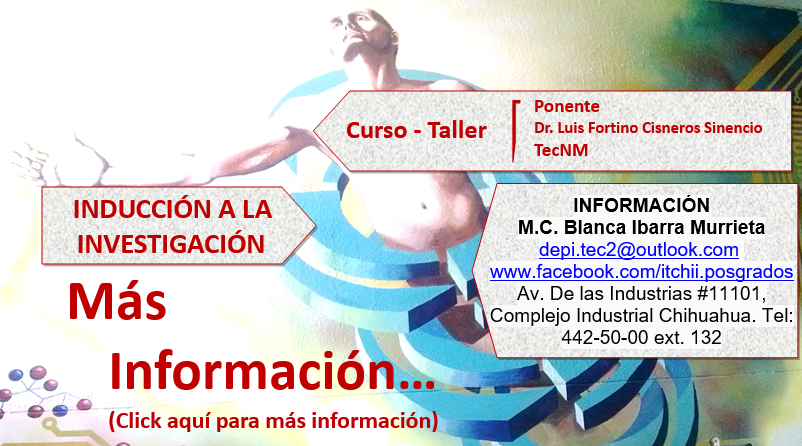 Curso - Taller
Ponente
Dr. Luis Fortino Cisneros Sinencio
TecNM
INDUCCIÓN A LA
INVESTIGACIÓN
INFORMACIÓN
M.C. Blanca Ibarra Murrieta
depi.tec2@outlook.com
www.facebook.com/itchii.posgrados
Av. De las Industrias #11101,
Complejo Industrial Chihuahua. Tel:
442-50-00 ext. 132
Más
Información...
(Click aquí para más información)